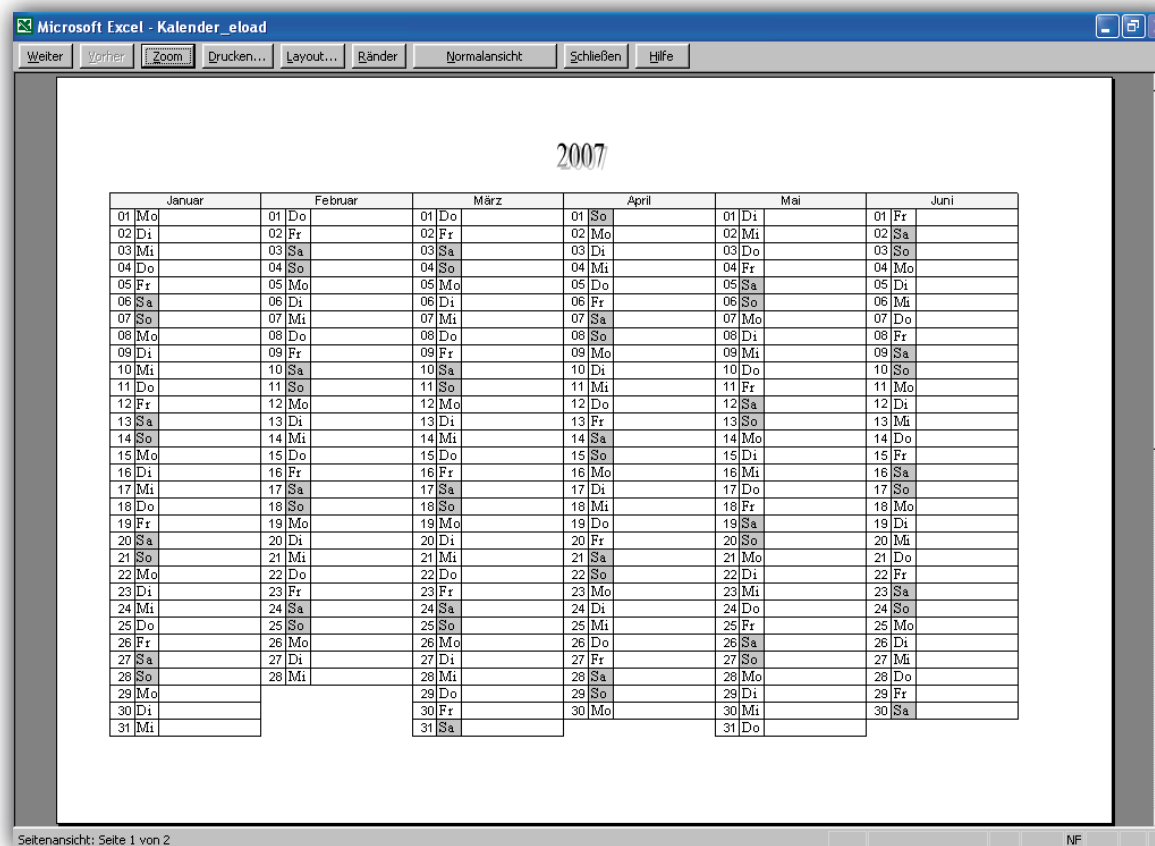 Microsoft Excel - Kalender_eload
Weiter Vorher Zoom Drucken... Layout... Ränder Normalansicht Schließen Hilfe
2007
Januar Februar März April Mai Juni
01 Mo 01 Do 01 Do 01 So 01 Di 01 Fr
02 Di 02 Fr 02 Fr 02 Mo 02 Mi 02 Sa
03 Mi 03 Sa 03 Sa 03 Di 03 Do 03 So
04 Do 04 So 04 So 04 Mi 04 Fr 04 Mo
05 Fr 05 Mo 05 Mo 05 Do 05 Sa 05 Di
06 Sa 06 Di 06 Di 06 Fr 06 So 06 Mi
07 So 07 Mi 07 Mi 07 Sa 07 Mo 07 Do
08 Mo 08 Do 08 Do 08 So 08 Di 08 Fr
09 Di 09 Fr 09 Fr 09 Mo 09 Mi 09 Sa
10 Mi 10 Sa 10 Sa 10 Di 10 Do 10 So
11 Do 11 So 11 So 11 Mi 11 Fr 11 Mo
12 Fr 12 Mo 12 Mo 12 Do 12 Sa 12 Di
13 Sa 13 Di 13 Di 13 Fr 13 So 13 Mi
14 So 14 Mi 14 Mi 14 Sa 14 Mo 14 Do
15 Mo 15 Do 15 Do 15 So 15 Di 15 Fr
16 Di 16 Fr 16 Fr 16 Mo 16 Mi 16 Sa
17 Mi 17 Sa 17 Sa 17 Di 17 Do 17 So
18 Do 18 So 18 So 18 Mi 18 Fr 18 Mo
19 Fr 19 Mo 19 Mo 19 Do 19 Sa 19 Di
20 Sa 20 Di 20 Di 20 Fr 20 So 20 Mi
21 So 21 Mi 21 Mi 21 Sa 21 Mo 21 Do
22 Mo 22 Do 22 Do 22 So 22 Di 22 Fr
23 Di 23 Fr 23 Fr 23 Mo 23 Mi 23 Sa
24 Mi 24 Sa 24 Sa 24 Di 24 Do 24 So
25 Do 25 So 25 So 25 Mi 25 Fr 25 Mo
26 Fr 26 Mo 26 Mo 26 Do 26 Sa 26 Di
27 Sa 27 Di 27 Di 27 Fr 27 So 27 Mi
28 So 28 Mi 28 Mi 28 Sa 28 Mo 28 Do
29 Mo 29 Do 29 So 29 Di 29 Fr
30 Di 30 Fr 30 Mo 30 Mi 30 Sa
31 Mi 31 Sa 31 Do
Seitenansicht: Seite 1 von 2 NF